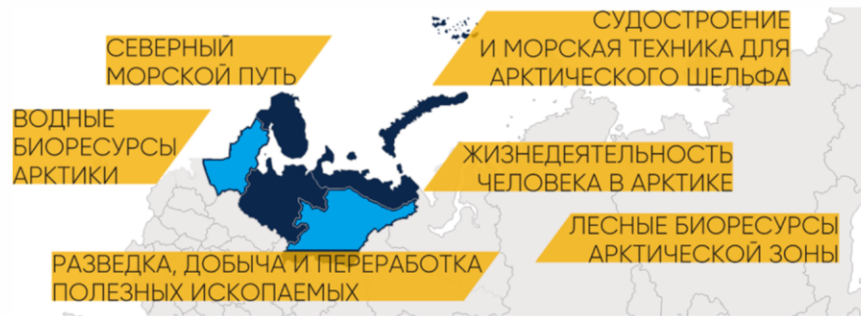 СУДОСТРОЕНИЕ
И МОРСКАЯ ТЕХНИКА ДЛЯ
АРКТИЧЕСКОГО ШЕЛЬФА
СЕВЕРНЫЙ
МОРСКОЙ ПУТЬ
ВОДНЫЕ
БИОРЕСУРСЫ
АРКТИКИ
ЖИЗНЕДЕЯТЕЛЬНОСТЬ
ЧЕЛОВЕКА В АРКТИКЕ
ЛЕСНЫЕ БИОРЕСУРСЫ
АРКТИЧЕСКОЙ ЗОНЫ
РАЗВЕДКА, ДОБЫЧА И ПЕРЕРАБОТКА
ПОЛЕЗНЫХ ИСКОПАЕМЫХ